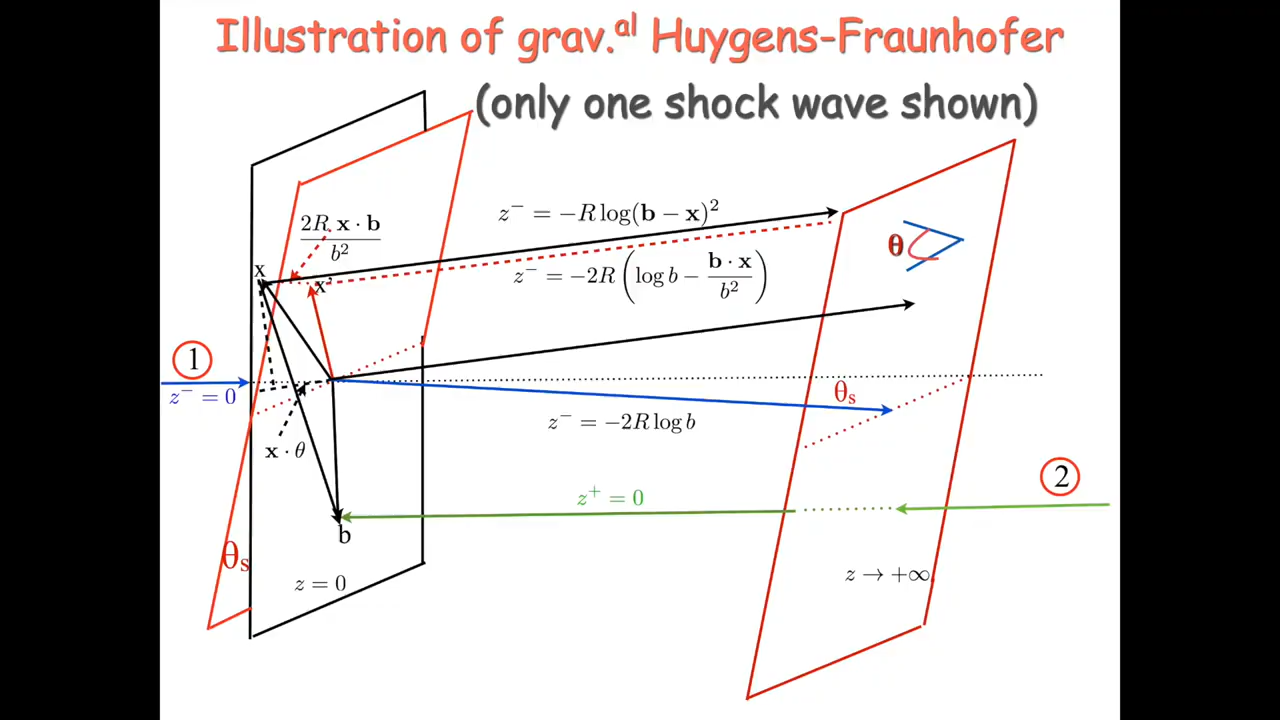 Illustration of grav.ᵃˡ Huygens-Fraunhofer
(only one shock wave shown)
z⁻ = −R log(b − x)²
2R x · b / b²
θ
z⁻ = −2R (log b − b · x / b²)
x
x'
1
z⁻ = 0
θₛ
z⁻ = −2R log b
x · θ
2
z⁺ = 0
b
θₛ
z = 0
z → +∞